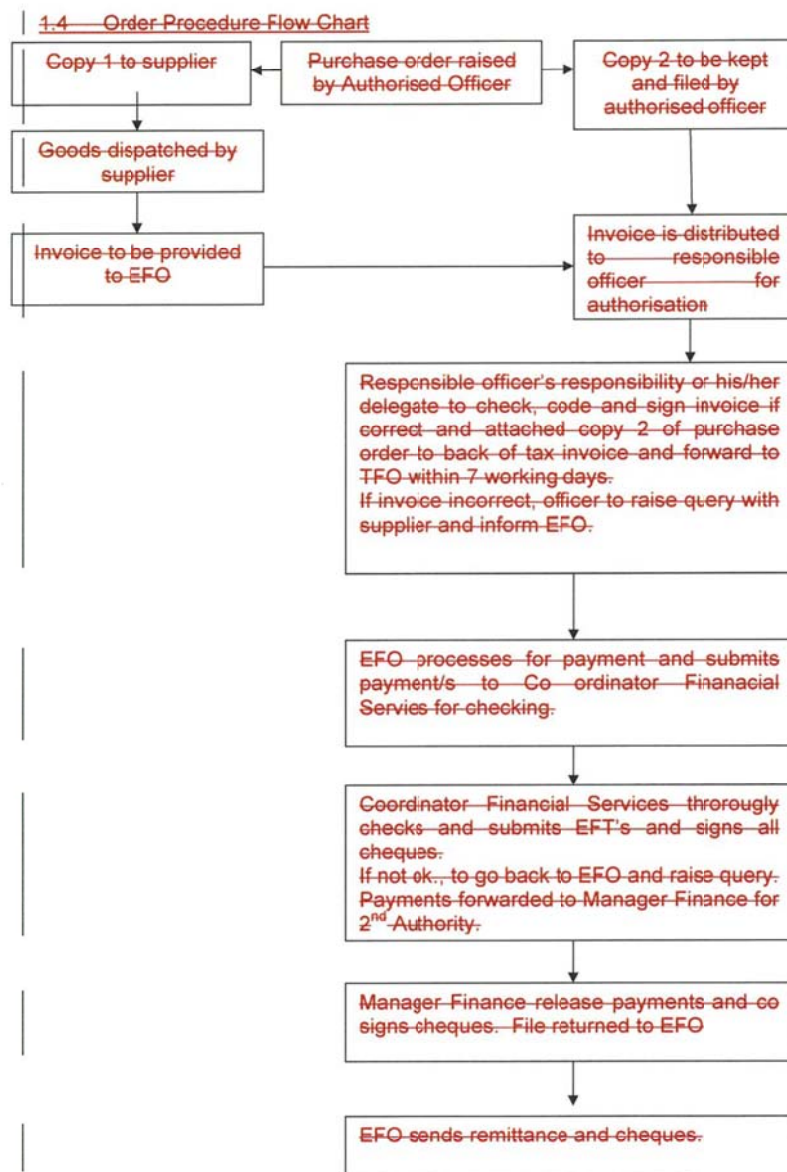 1.4 Order Procedure Flow Chart
Copy 1 to supplier
Purchase order raised
by Authorised Officer
Copy 2 to be kept
and filed by
authorised officer
Goods dispatched by
supplier
Invoice to be provided
to EFO
Invoice is distributed
to responsible
officer for
authorisation
Responsible officer's responsibility or his/her
delegate to check, code and sign invoice if
correct and attached copy 2 of purchase
order to back of tax invoice and forward to
TFO within 7 working days.
If invoice incorrect, officer to raise query with
supplier and inform EFO.
EFO processes for payment and submits
payment/s to Co ordinator Finanacial
Servies for checking.
Coordinator Financial Services throrougly
checks and submits EFT's and signs all
cheques.
If not ok., to go back to EFO and raise query.
Payments forwarded to Manager Finance for
2nd Authority.
Manager Finance release payments and co
signs cheques. File returned to EFO
EFO sends remittance and cheques.